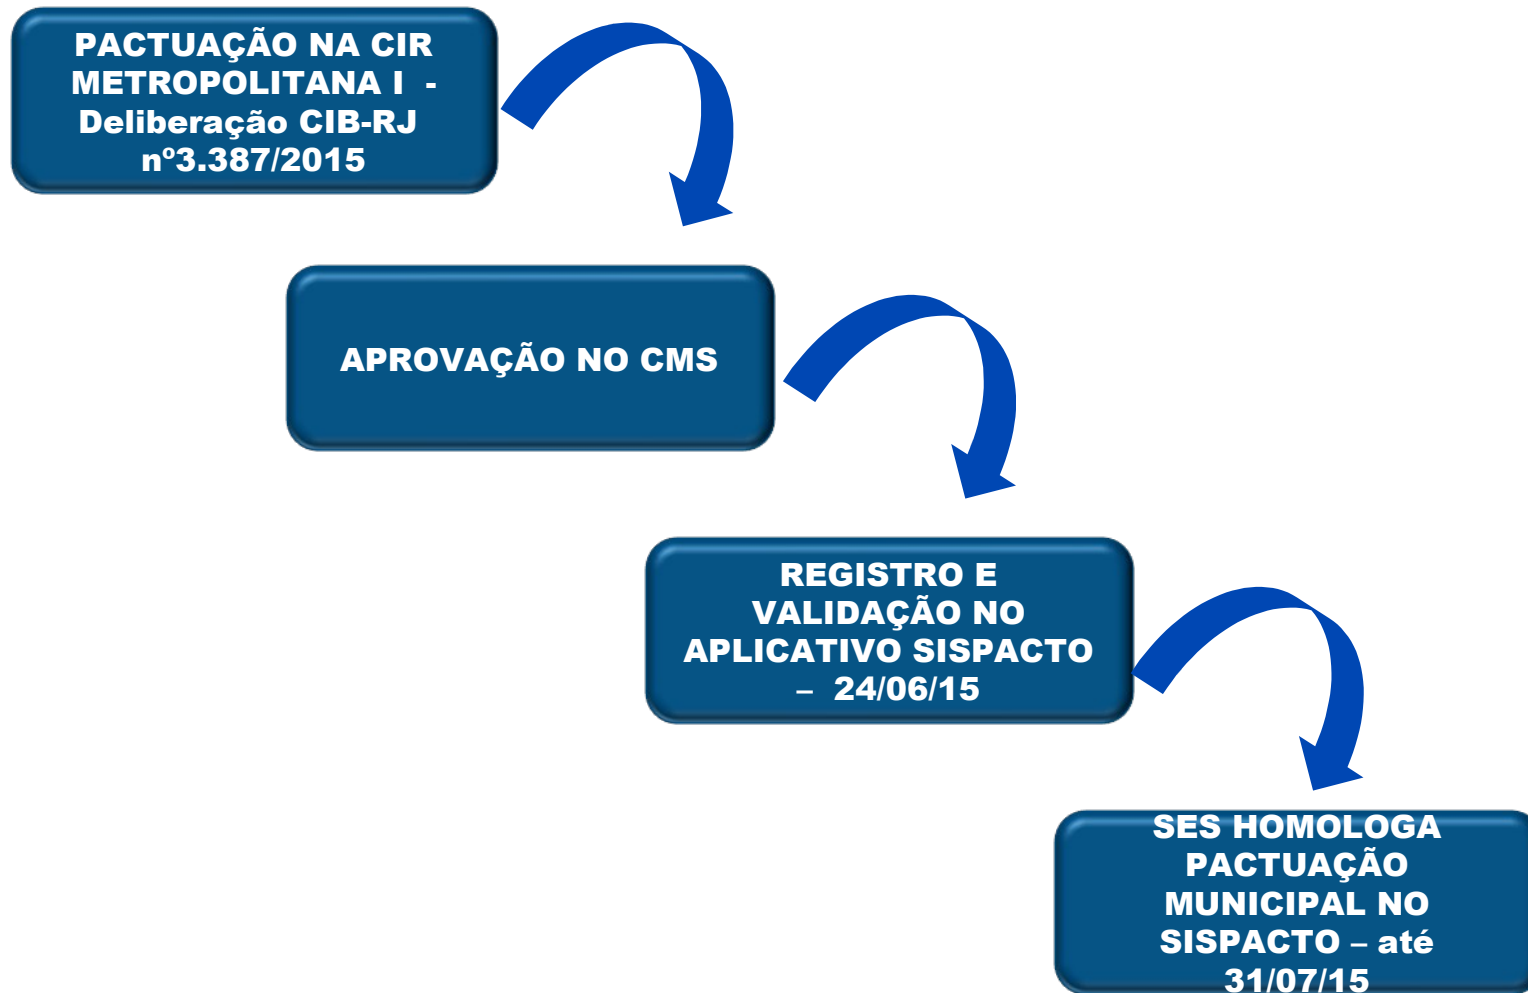 PACTUAÇÃO NA CIR
METROPOLITANA I -
Deliberação CIB-RJ
nº3.387/2015
APROVAÇÃO NO CMS
REGISTRO E
VALIDAÇÃO NO
APLICATIVO SISPACTO
– 24/06/15
SES HOMOLOGA
PACTUAÇÃO
MUNICIPAL NO
SISPACTO – até
31/07/15